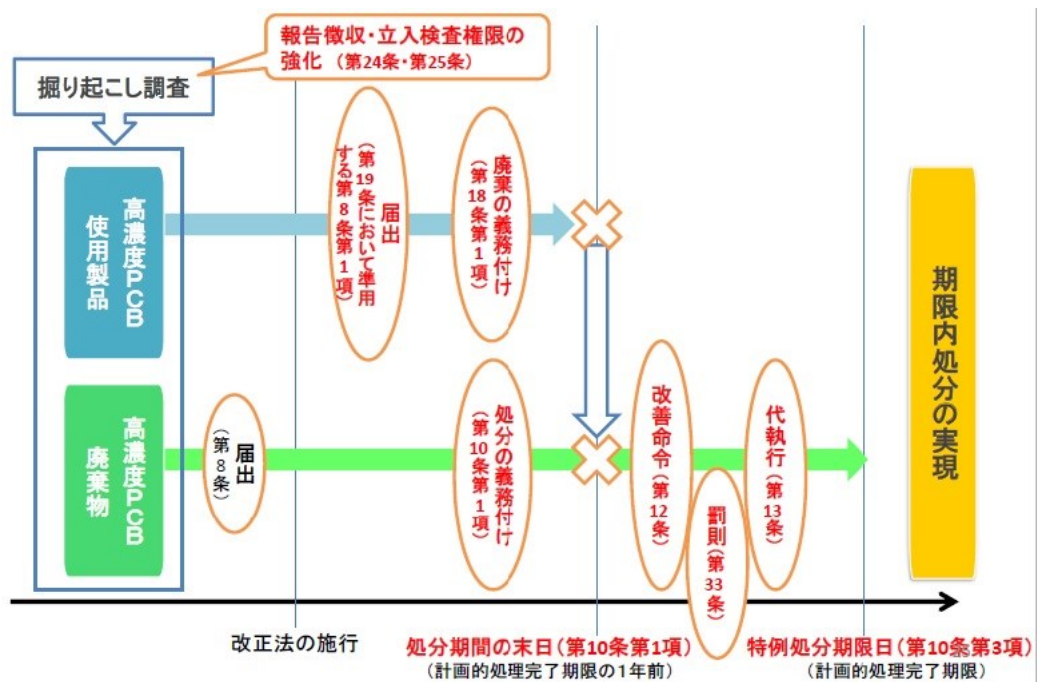 報告徴収・立入検査権限の
強化 (第24条・第25条)
掘り起こし調査
高濃度PCB
使用製品
届出
(第19条において準用
する第8条第1項)
廃棄の義務付け
(第18条第1項)
高濃度PCB
廃棄物
届出
(第8条)
処分の義務付け
(第10条第1項)
改善命令(第12条)
罰則(第33条)
代執行(第13条)
期限内処分の実現
改正法の施行
処分期間の末日(第10条第1項)
(計画的処理完了期限の1年前)
特例処分期限日(第10条第3項)
(計画的処理完了期限)